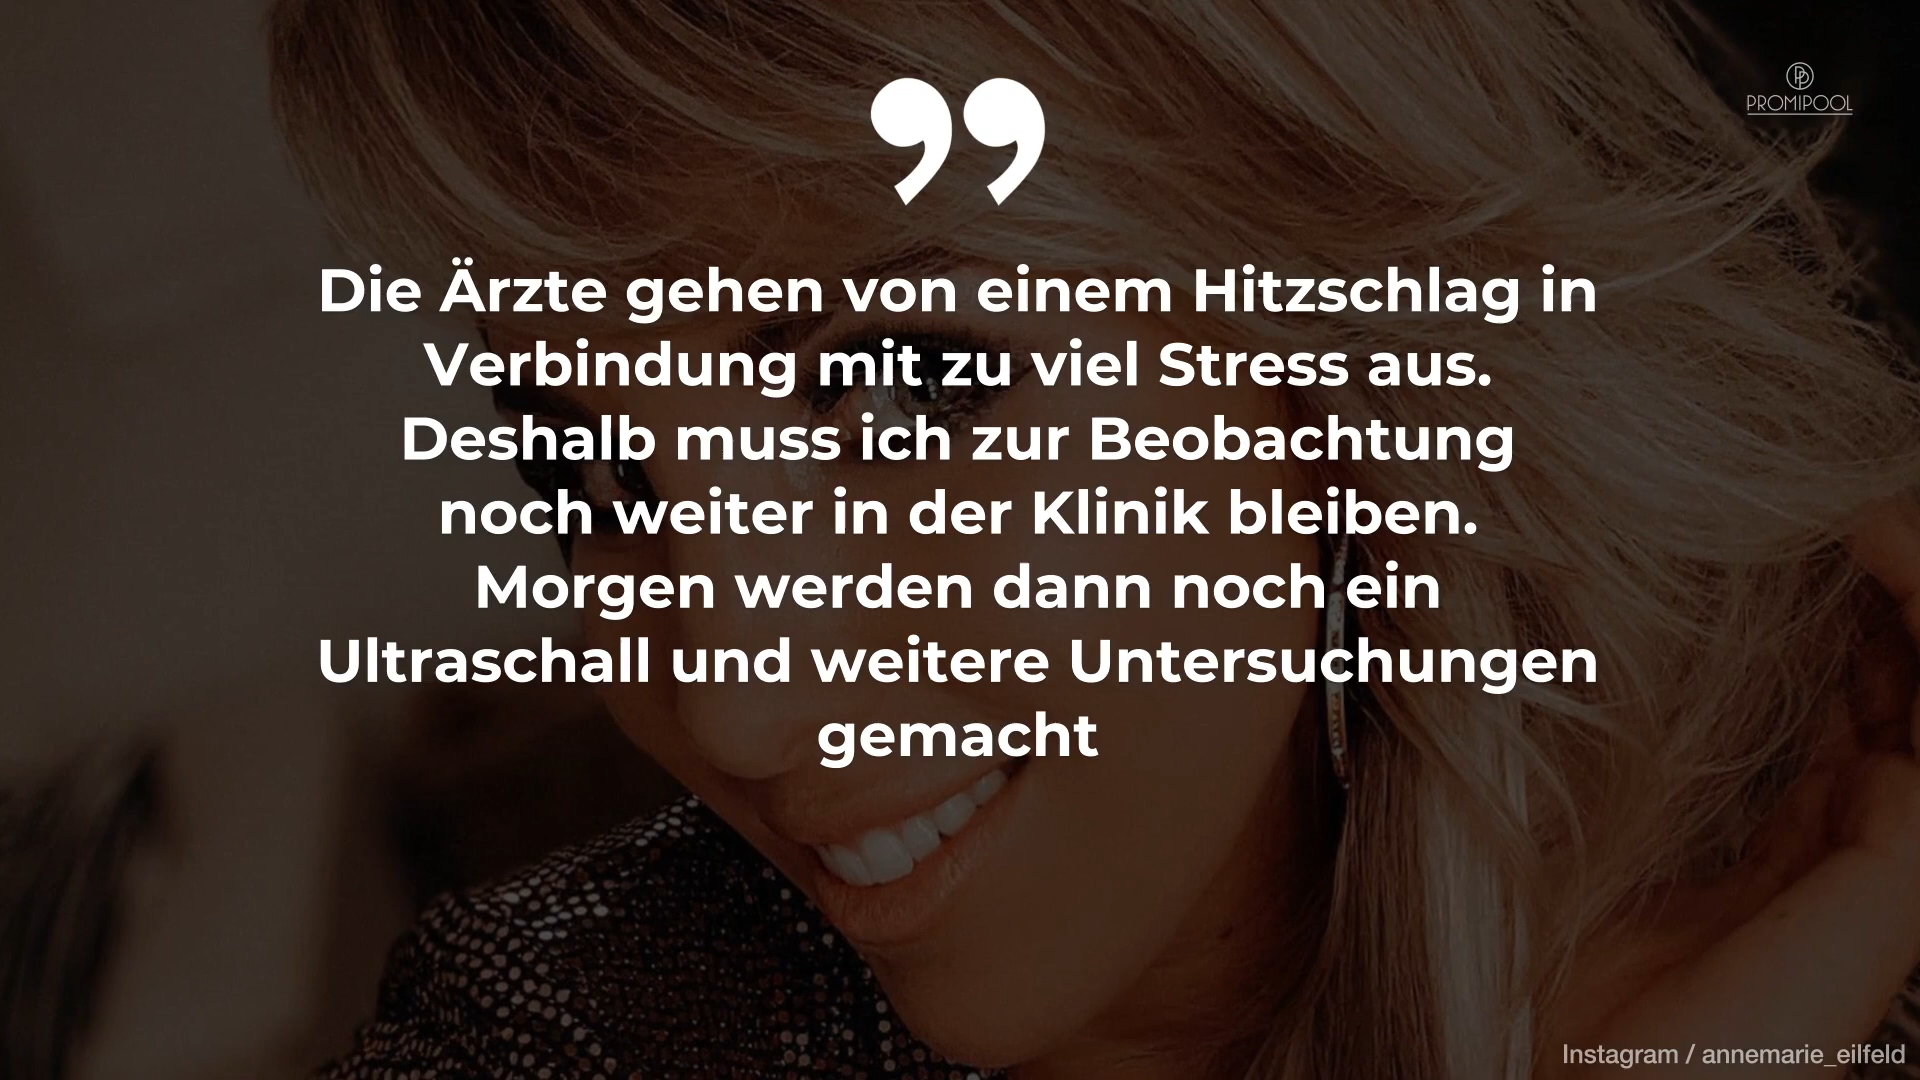 PROMIPOOL
Die Ärzte gehen von einem Hitzschlag in
Verbindung mit zu viel Stress aus.
Deshalb muss ich zur Beobachtung
noch weiter in der Klinik bleiben.
Morgen werden dann noch ein
Ultraschall und weitere Untersuchungen
gemacht
Instagram / annemarie_eilfeld